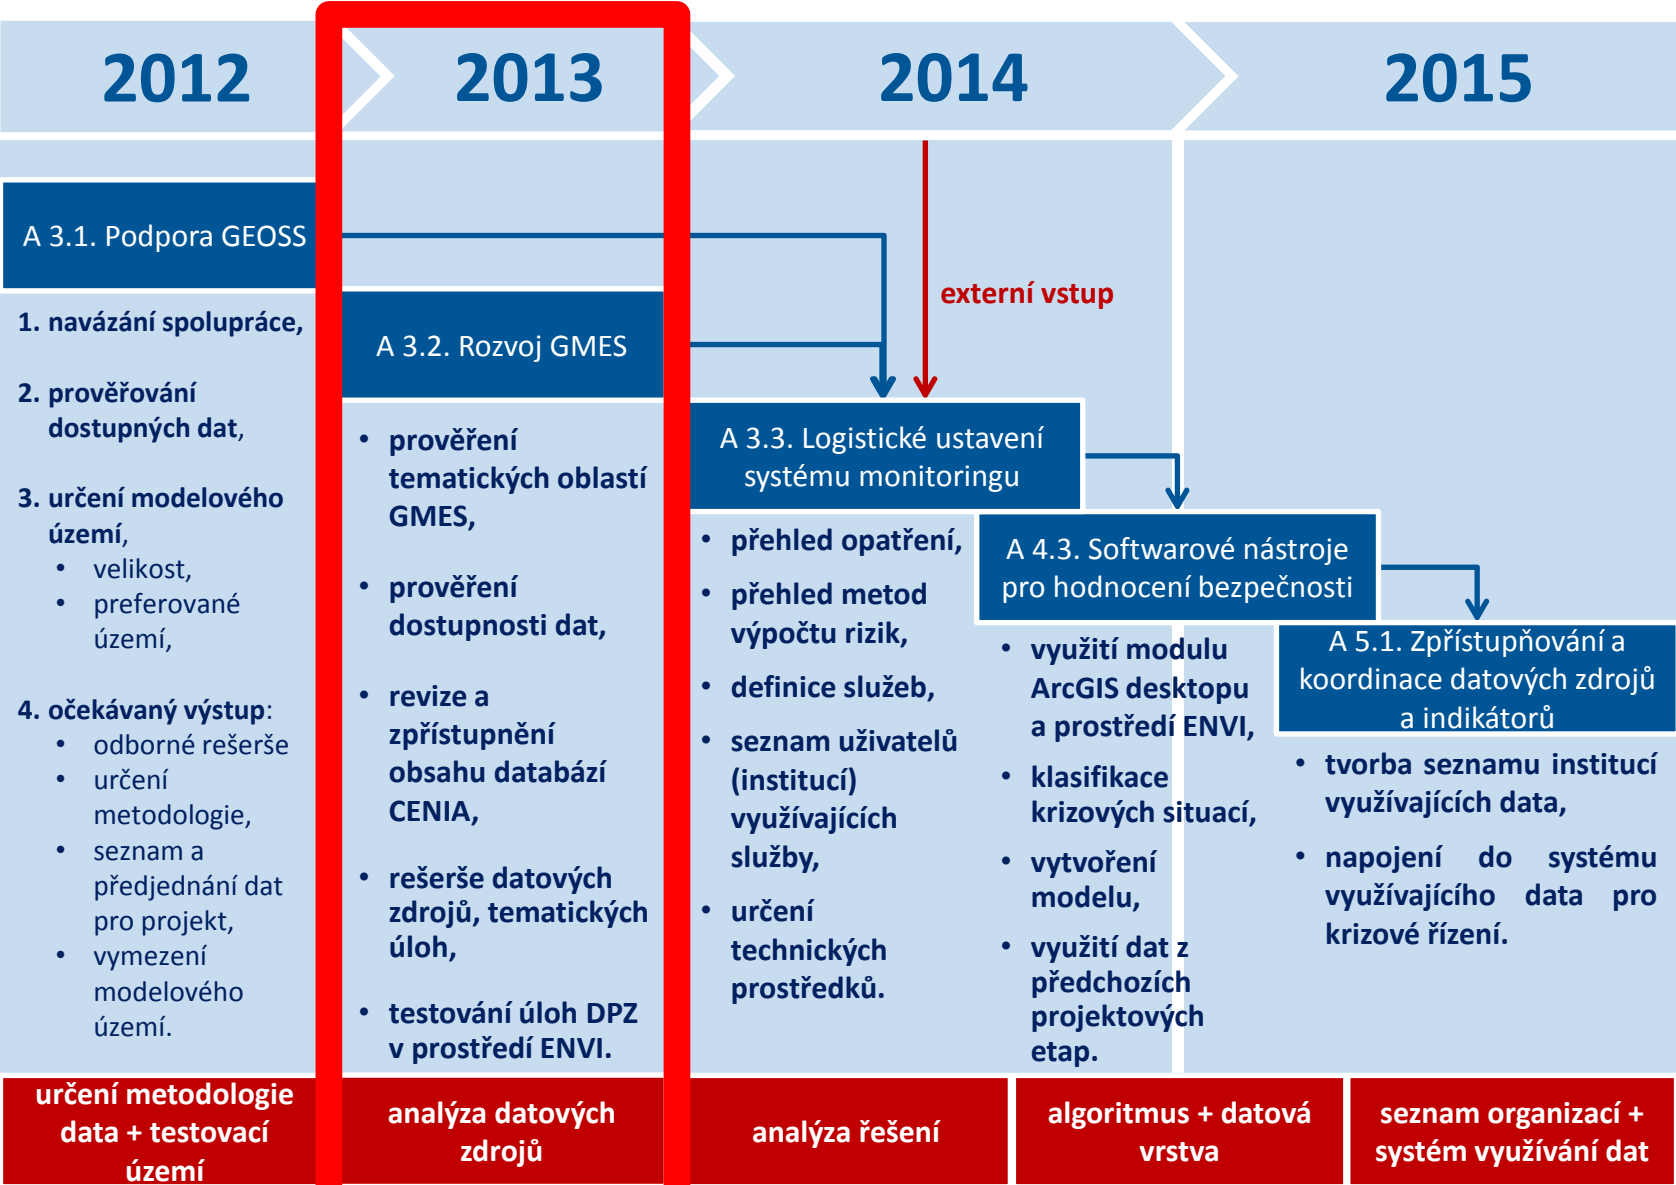 2012
2013
2014
2015
A 3.1. Podpora GEOSS
1. navázání spolupráce,
2. prověřování
dostupných dat,
3. určení modelového
území,
• velikost,
• preferované
území,
4. očekávaný výstup:
• odborné rešerše
• určení
metodologie,
• seznam a
předjednání dat
pro projekt,
• vymezení
modelového
území.
určení metodologie
data + testovací
území
A 3.2. Rozvoj GMES
• prověření
tematických oblastí
GMES,
• prověření
dostupnosti dat,
• revize a
zpřístupnění
obsahu databází
CENIA,
• rešerše datových
zdrojů, tematických
úloh,
• testování úloh DPZ
v prostředí ENVI.
analýza datových
zdrojů
externí vstup
A 3.3. Logistické ustavení
systému monitoringu
• přehled opatření,
• přehled metod
výpočtu rizik,
• definice služeb,
• seznam uživatelů
(institucí)
využívajících
služby,
• určení
technických
prostředků.
analýza řešení
A 4.3. Softwarové nástroje
pro hodnocení bezpečnosti
• využití modulu
ArcGIS desktopu
a prostředí ENVI,
• klasifikace
krizových situací,
• vytvoření
modelu,
• využití dat z
předchozích
projektových
etap.
algoritmus + datová
vrstva
A 5.1. Zpřístupňování a
koordinace datových zdrojů
a indikátorů
• tvorba seznamu institucí
využívajících data,
• napojení do systému
využívajícího data pro
krizové řízení.
seznam organizací +
systém využívání dat